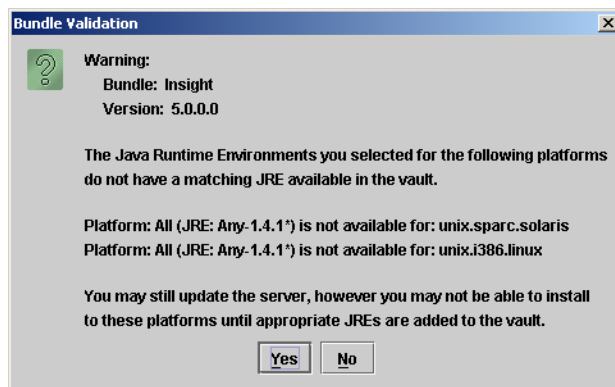 Bundle Validation
Warning:
Bundle: Insight
Version: 5.0.0.0
The Java Runtime Environments you selected for the following platforms
do not have a matching JRE available in the vault.
Platform: All (JRE: Any-1.4.1*) is not available for: unix.sparc.solaris
Platform: All (JRE: Any-1.4.1*) is not available for: unix.i386.linux
You may still update the server, however you may not be able to install
to these platforms until appropriate JREs are added to the vault.
Yes No